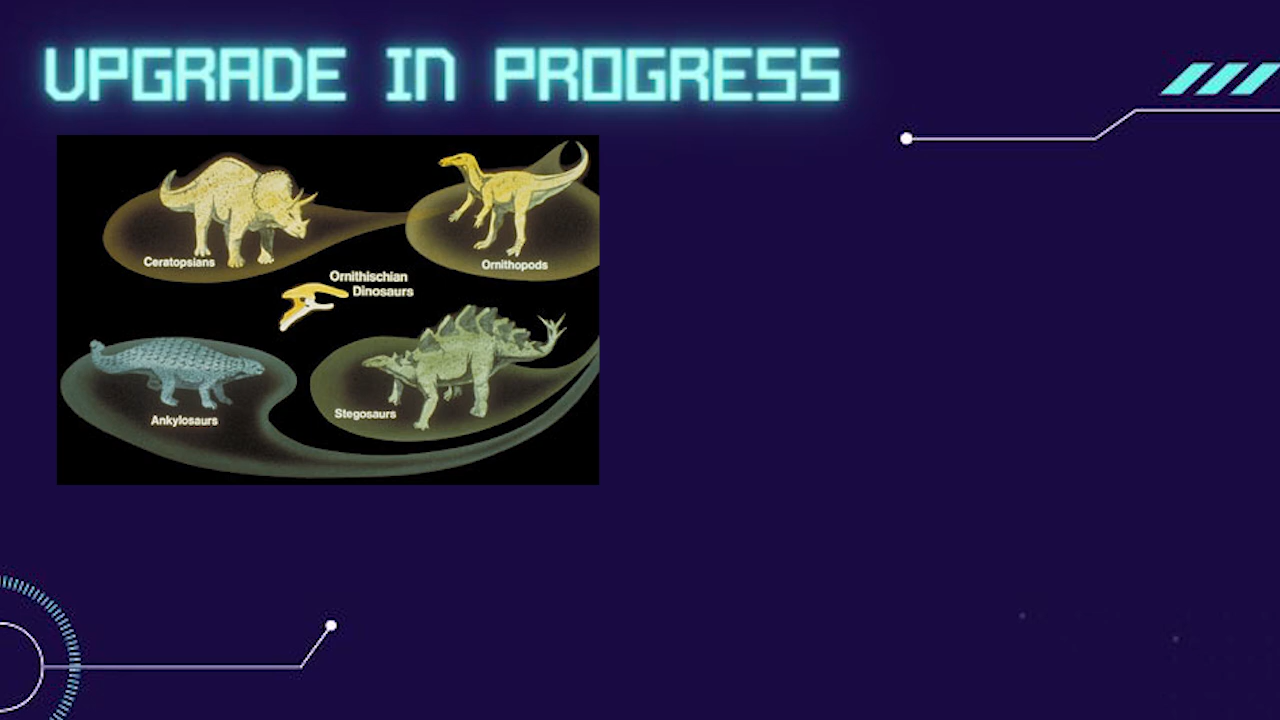 UPGRADE IN PROGRESS
Ceratopsians
Ornithopods
Ornithischian
Dinosaurs
Ankylosaurs
Stegosaurs